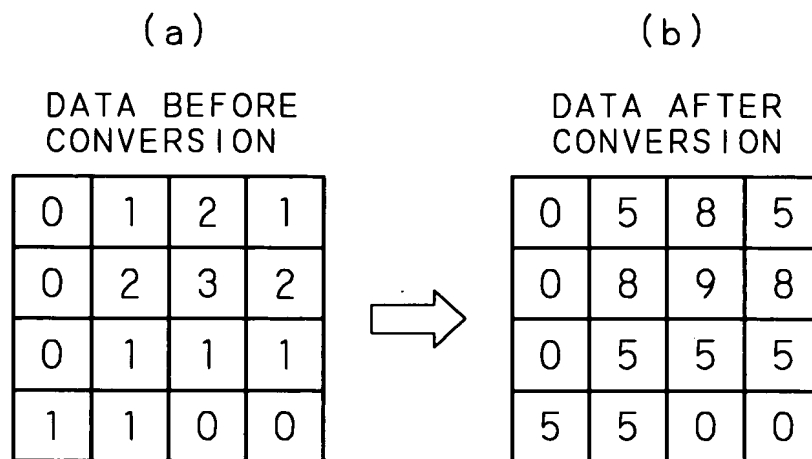 (a) (b)
DATA BEFORE CONVERSION DATA AFTER CONVERSION
0 1 2 1 0 5 8 5
0 2 3 2 0 8 9 8
0 1 1 1 0 5 5 5
1 1 0 0 5 5 0 0